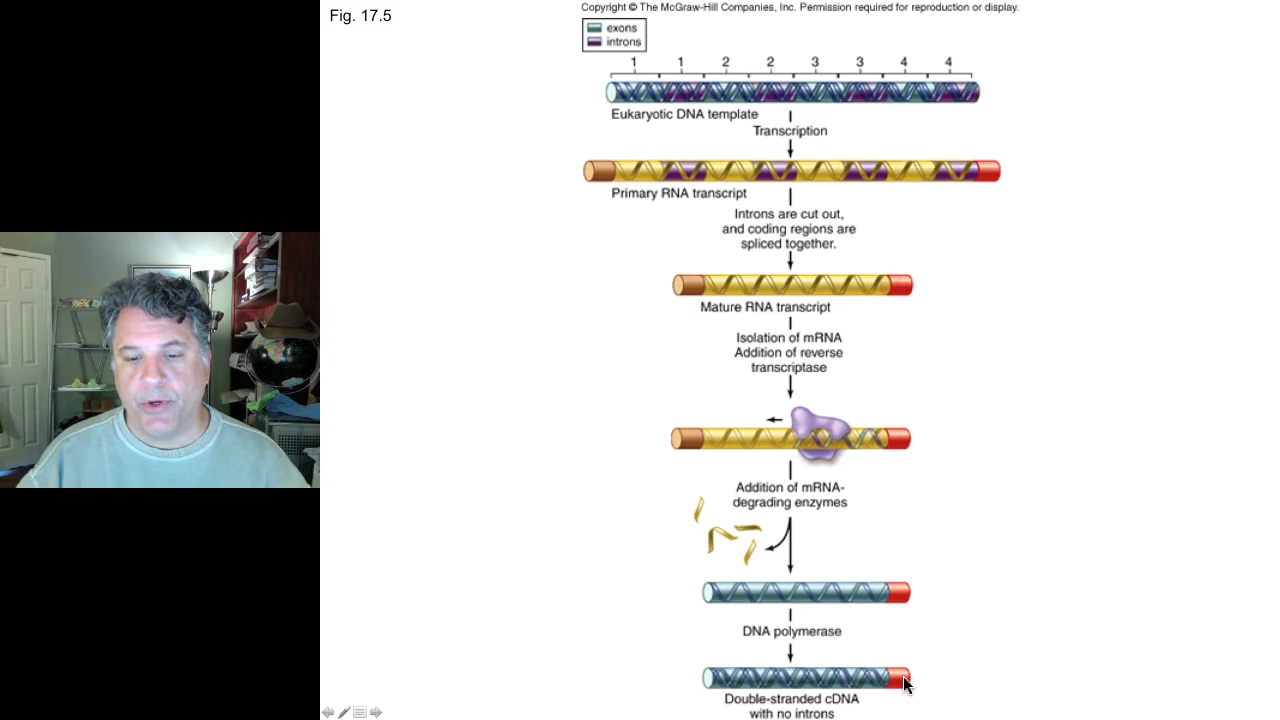 Fig. 17.5
Copyright © The McGraw-Hill Companies, Inc. Permission required for reproduction or display.
exons
introns
1 1 2 2 3 3 4 4
Eukaryotic DNA template
Transcription
Primary RNA transcript
Introns are cut out,
and coding regions are
spliced together.
Mature RNA transcript
Isolation of mRNA
Addition of reverse
transcriptase
Addition of mRNA-
degrading enzymes
DNA polymerase
Double-stranded cDNA
with no introns